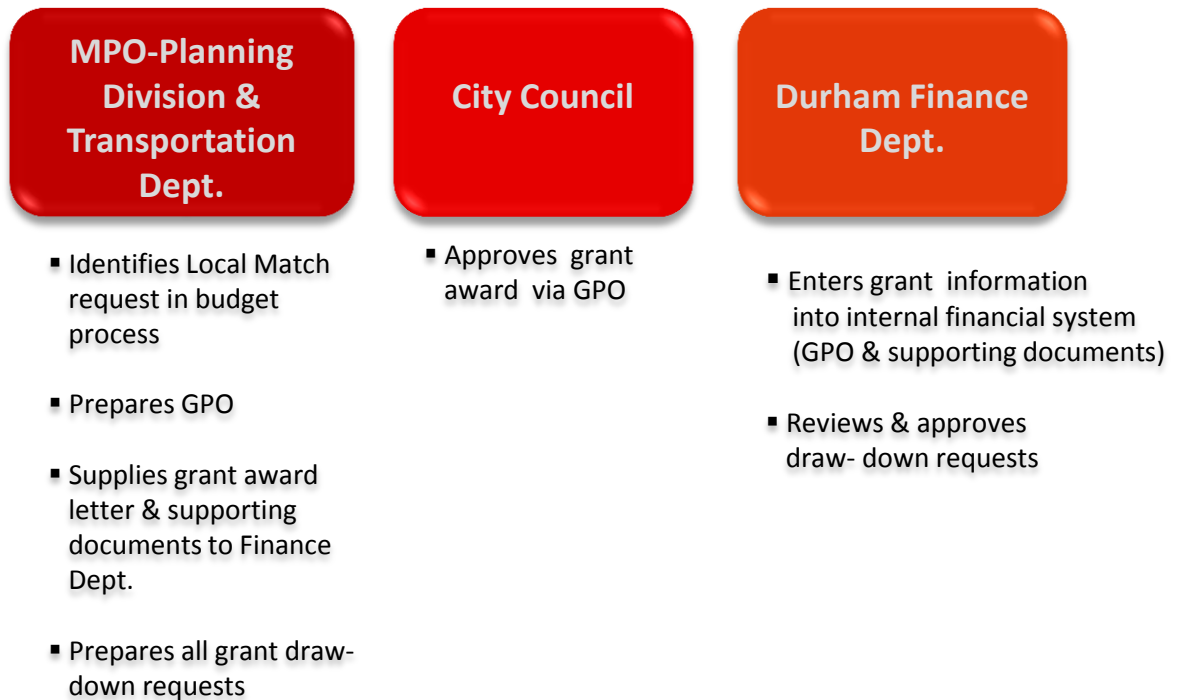 MPO-Planning
Division &
Transportation
Dept.
▪ Identifies Local Match
request in budget
process
▪ Prepares GPO
▪ Supplies grant award
letter & supporting
documents to Finance
Dept.
▪ Prepares all grant draw-
down requests
City Council
▪ Approves grant
award via GPO
Durham Finance
Dept.
▪ Enters grant information
into internal financial system
(GPO & supporting documents)
▪ Reviews & approves
draw- down requests